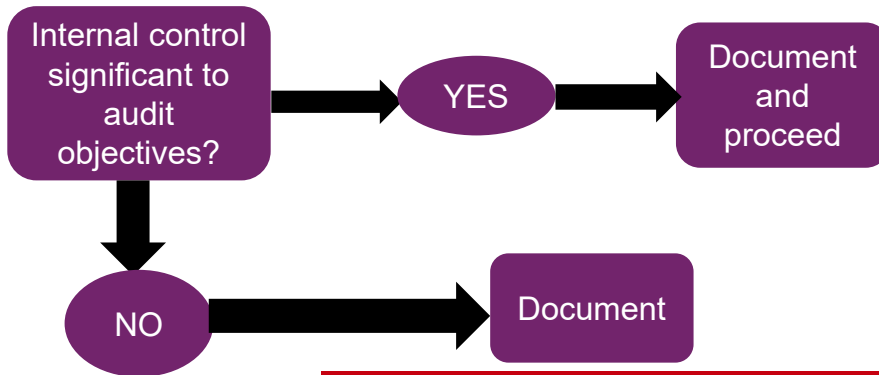 Internal control
significant to
audit
objectives?
YES
Document
and
proceed
NO
Document